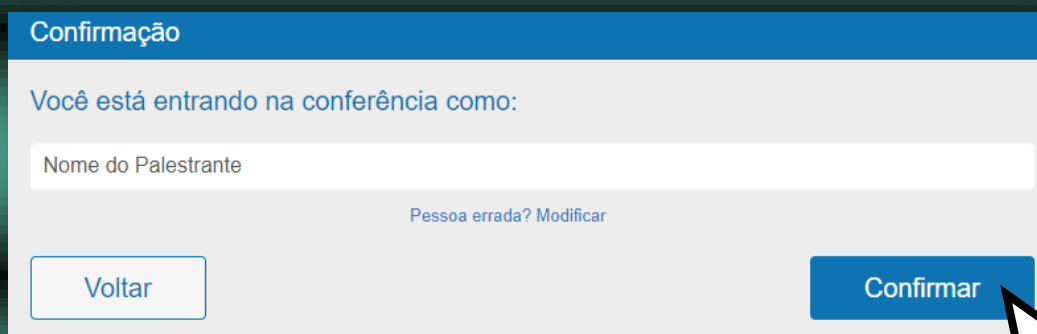 Confirmação
Você está entrando na conferência como:
Nome do Palestrante
Pessoa errada? Modificar
Voltar
Confirmar